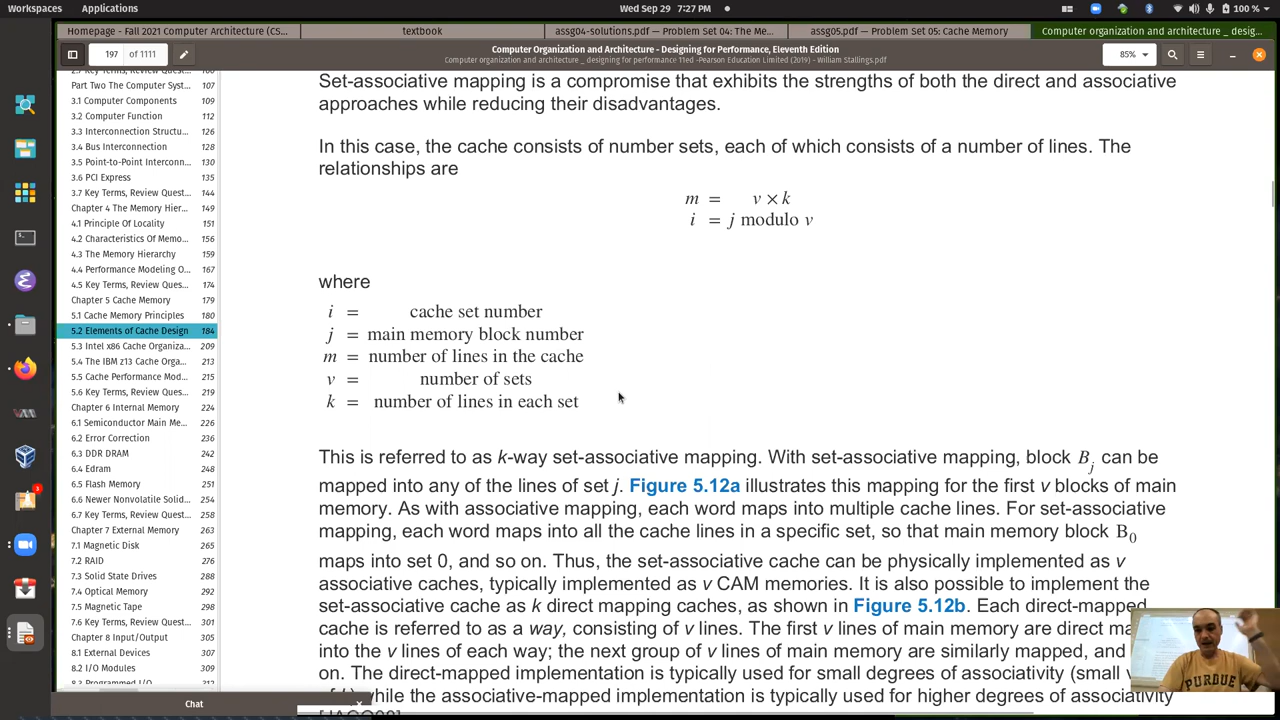 Workspaces Applications Wed Sep 29 7:27 PM 100 %
Homepage - Fall 2021 Computer Architecture (CS...
textbook
assg04-solutions.pdf — Problem Set 04: The Me...
assg05.pdf — Problem Set 05: Cache Memory
Computer organization and architecture _ desig...
197 of 1111
Computer Organization and Architecture - Designing for Performance, Eleventh Edition
Computer organization and architecture _ designing for performance 11ed -Pearson Education Limited (2019) - William Stallings.pdf
85%
2.7 Key Terms, Review Quest... 100
Part Two The Computer Syst... 107
3.1 Computer Components 109
3.2 Computer Function 112
3.3 Interconnection Structu... 126
3.4 Bus Interconnection 128
3.5 Point-to-Point Interconn... 130
3.6 PCI Express 135
3.7 Key Terms, Review Quest... 144
Chapter 4 The Memory Hier... 149
4.1 Principle Of Locality 151
4.2 Characteristics Of Memo... 156
4.3 The Memory Hierarchy 159
4.4 Performance Modeling O... 167
4.5 Key Terms, Review Quest... 174
Chapter 5 Cache Memory 179
5.1 Cache Memory Principles 180
5.2 Elements of Cache Design 184
5.3 Intel x86 Cache Organiza... 209
5.4 The IBM z13 Cache Orga... 213
5.5 Cache Performance Mod... 215
5.6 Key Terms, Review Ques... 219
Chapter 6 Internal Memory 224
6.1 Semiconductor Main Me... 226
6.2 Error Correction 236
6.3 DDR DRAM 242
6.4 Edram 248
6.5 Flash Memory 251
6.6 Newer Nonvolatile Solid... 254
6.7 Key Terms, Review Quest... 257
Chapter 7 External Memory 263
7.1 Magnetic Disk 265
7.2 RAID 276
7.3 Solid State Drives 288
7.4 Optical Memory 292
7.5 Magnetic Tape 298
7.6 Key Terms, Review Quest... 301
Chapter 8 Input/Output 305
8.1 External Devices 307
8.2 I/O Modules 309
8.3 Programmed I/O 312
Set-associative mapping is a compromise that exhibits the strengths of both the direct and associative
approaches while reducing their disadvantages.
In this case, the cache consists of number sets, each of which consists of a number of lines. The
relationships are
m = v × k
i = j modulo v
where
i = cache set number
j = main memory block number
m = number of lines in the cache
v = number of sets
k = number of lines in each set
This is referred to as k-way set-associative mapping. With set-associative mapping, block Bj can be
mapped into any of the lines of set j. Figure 5.12a illustrates this mapping for the first v blocks of main
memory. As with associative mapping, each word maps into multiple cache lines. For set-associative
mapping, each word maps into all the cache lines in a specific set, so that main memory block B0
maps into set 0, and so on. Thus, the set-associative cache can be physically implemented as v
associative caches, typically implemented as v CAM memories. It is also possible to implement the
set-associative cache as k direct mapping caches, as shown in Figure 5.12b. Each direct-mapped
cache is referred to as a way, consisting of v lines. The first v lines of main memory are direct ma
into the v lines of each way; the next group of v lines of main memory are similarly mapped, and
on. The direct-mapped implementation is typically used for small degrees of associativity (small v
while the associative-mapped implementation is typically used for higher degrees of associativity
Chat
PURDUE
3